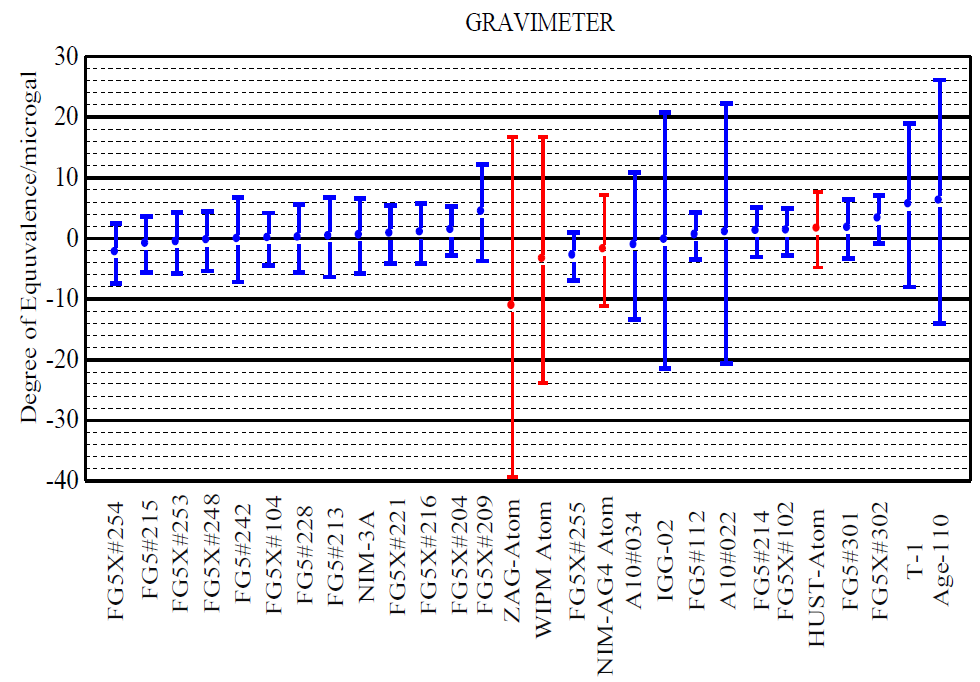 GRAVIMETER
Degree of Equuvalence/microgal
30
20
10
0
-10
-20
-30
-40
FG5X#254
FG5#215
FG5X#253
FG5X#248
FG5#242
FG5X#104
FG5#228
FG5#213
NIM-3A
FG5X#221
FG5X#216
FG5X#204
FG5X#209
ZAG-Atom
WIPM Atom
FG5X#255
NIM-AG4 Atom
A10#034
IGG-02
FG5#112
A10#022
FG5#214
FG5X#102
HUST-Atom
FG5#301
FG5X#302
T-1
Age-110